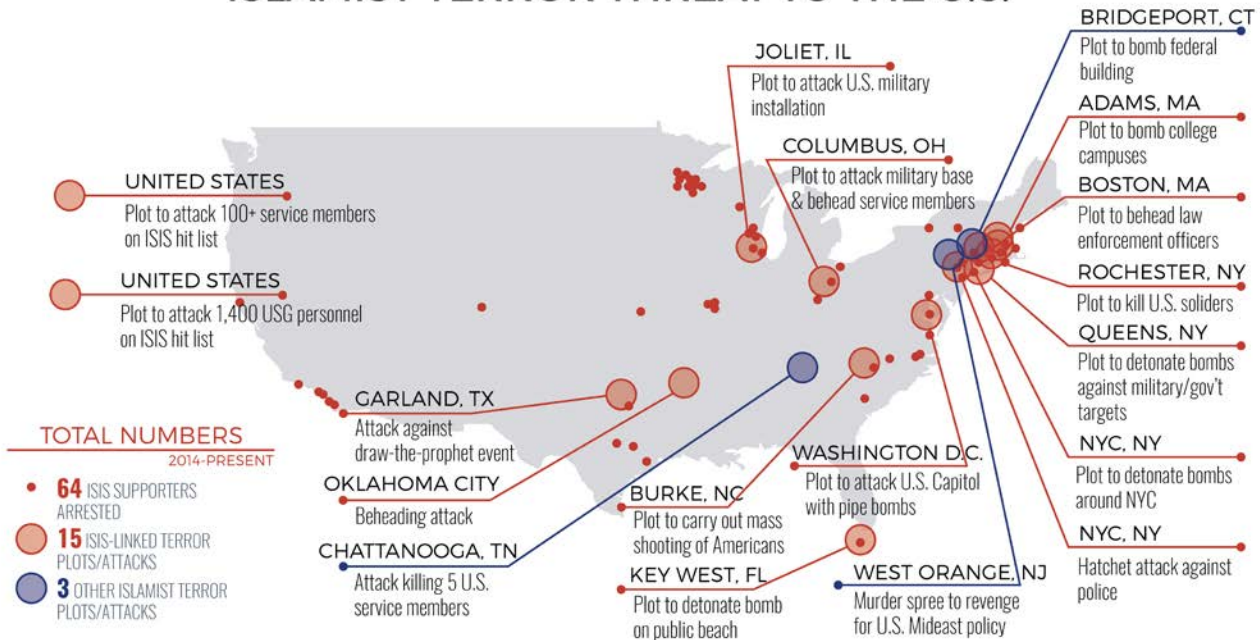 ISLAMIST TERROR THREAT TO THE U.S.
BRIDGEPORT, CT
Plot to bomb federal
building
JOLIET, IL
Plot to attack U.S. military
installation
ADAMS, MA
Plot to bomb college
campuses
COLUMBUS, OH
Plot to attack military base
& behead service members
UNITED STATES
Plot to attack 100+ service members
on ISIS hit list
BOSTON, MA
Plot to behead law
enforcement officers
UNITED STATES
Plot to attack 1,400 USG personnel
on ISIS hit list
ROCHESTER, NY
Plot to kill U.S. soliders
QUEENS, NY
Plot to detonate bombs
against military/gov't
targets
GARLAND, TX
Attack against
draw-the-prophet event
NYC, NY
Plot to detonate bombs
around NYC
WASHINGTON D.C.
Plot to attack U.S. Capitol
with pipe bombs
OKLAHOMA CITY
Beheading attack
BURKE, NC
Plot to carry out mass
shooting of Americans
NYC, NY
Hatchet attack against
police
CHATTANOOGA, TN
Attack killing 5 U.S.
service members
KEY WEST, FL
Plot to detonate bomb
on public beach
WEST ORANGE, NJ
Murder spree to revenge
for U.S. Mideast policy
TOTAL NUMBERS
2014-PRESENT
64 ISIS SUPPORTERS
ARRESTED
15 ISIS-LINKED TERROR
PLOTS/ATTACKS
3 OTHER ISLAMIST TERROR
PLOTS/ATTACKS